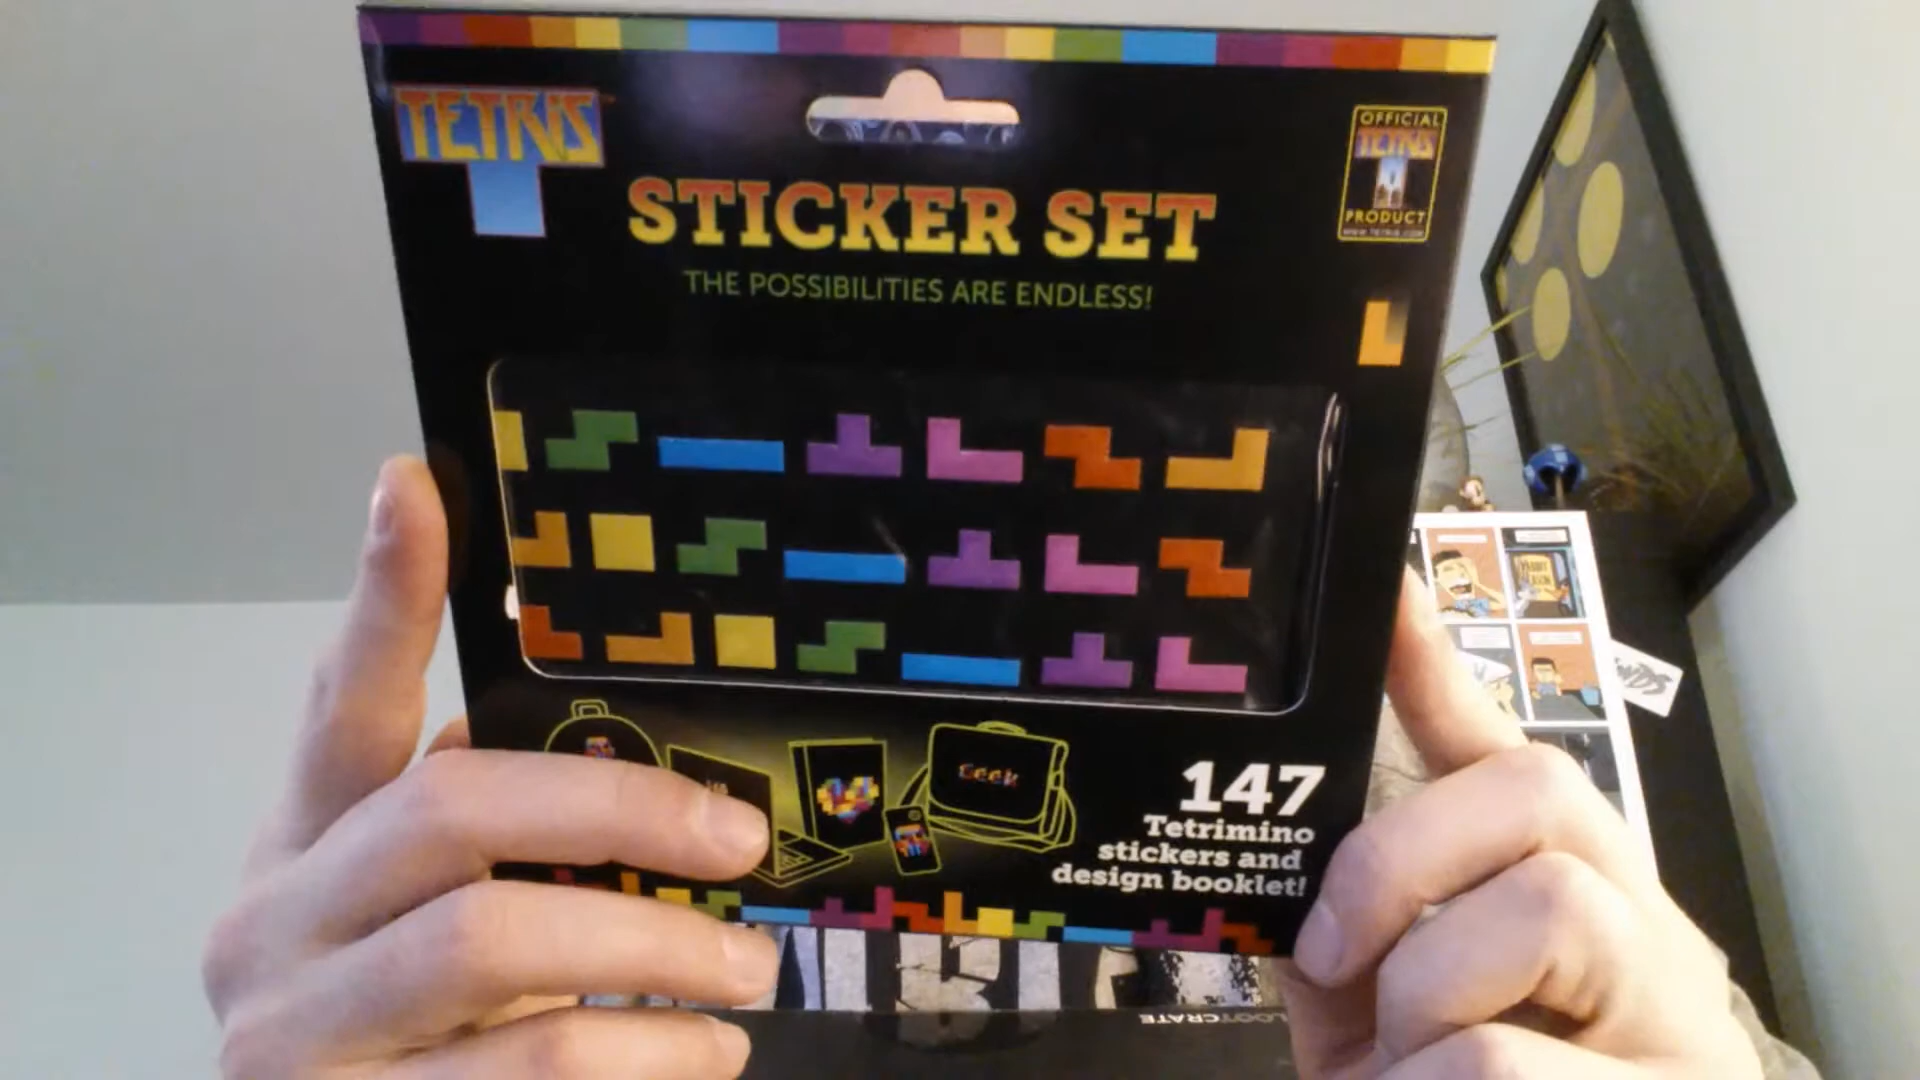 TETRIS
OFFICIAL
TETRIS
PRODUCT
WWW.TETRIS.COM
STICKER SET
THE POSSIBILITIES ARE ENDLESS!
Geek
147
Tetrimino
stickers and
design booklet!
LOOTCRATE